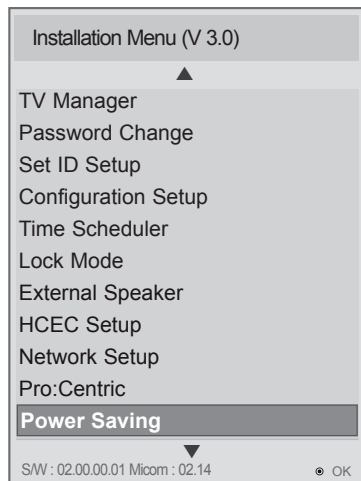 Installation Menu (V 3.0)
TV Manager
Password Change
Set ID Setup
Configuration Setup
Time Scheduler
Lock Mode
External Speaker
HCEC Setup
Network Setup
Pro:Centric
Power Saving
S/W : 02.00.00.01 Micom : 02.14 OK